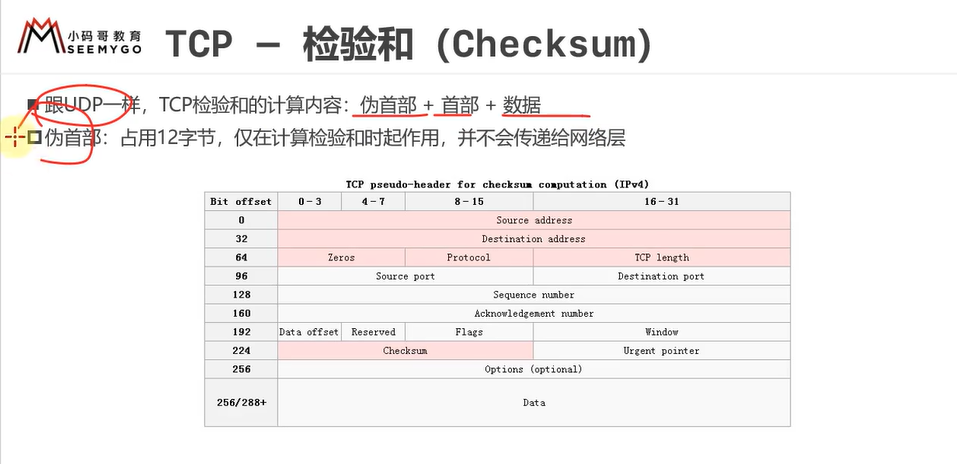 小码哥教育
SEEMYGO
TCP – 检验和（Checksum）
跟UDP一样，TCP检验和的计算内容：伪首部 + 首部 + 数据
伪首部：占用12字节，仅在计算检验和时起作用，并不会传递给网络层
TCP pseudo-header for checksum computation (IPv4)
Bit offset 0–3 4–7 8–15 16–31
0 Source address
32 Destination address
64 Zeros Protocol TCP length
96 Source port Destination port
128 Sequence number
160 Acknowledgement number
192 Data offset Reserved Flags Window
224 Checksum Urgent pointer
256 Options (optional)
256/288+ Data